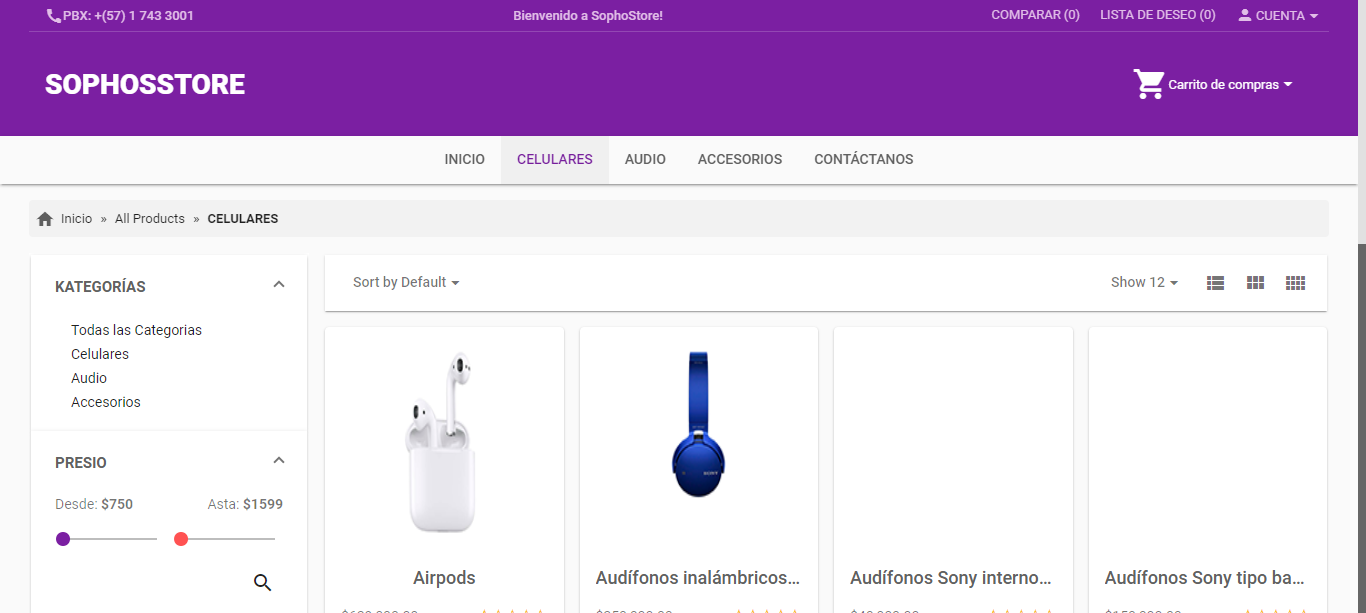 PBX: +(57) 1 743 3001 Bienvenido a SophoStore! COMPARAR (0) LISTA DE DESEO (0) CUENTA
SOPHOSSTORE Carrito de compras
INICIO CELULARES AUDIO ACCESORIOS CONTÁCTANOS
Inicio » All Products » CELULARES
KATEGORÍAS
Todas las Categorias
Celulares
Audio
Accesorios
PRESIO
Desde: $750 Asta: $1599
Sort by Default Show 12
SONY
Airpods Audífonos inalámbricos... Audífonos Sony interno... Audífonos Sony tipo ba...